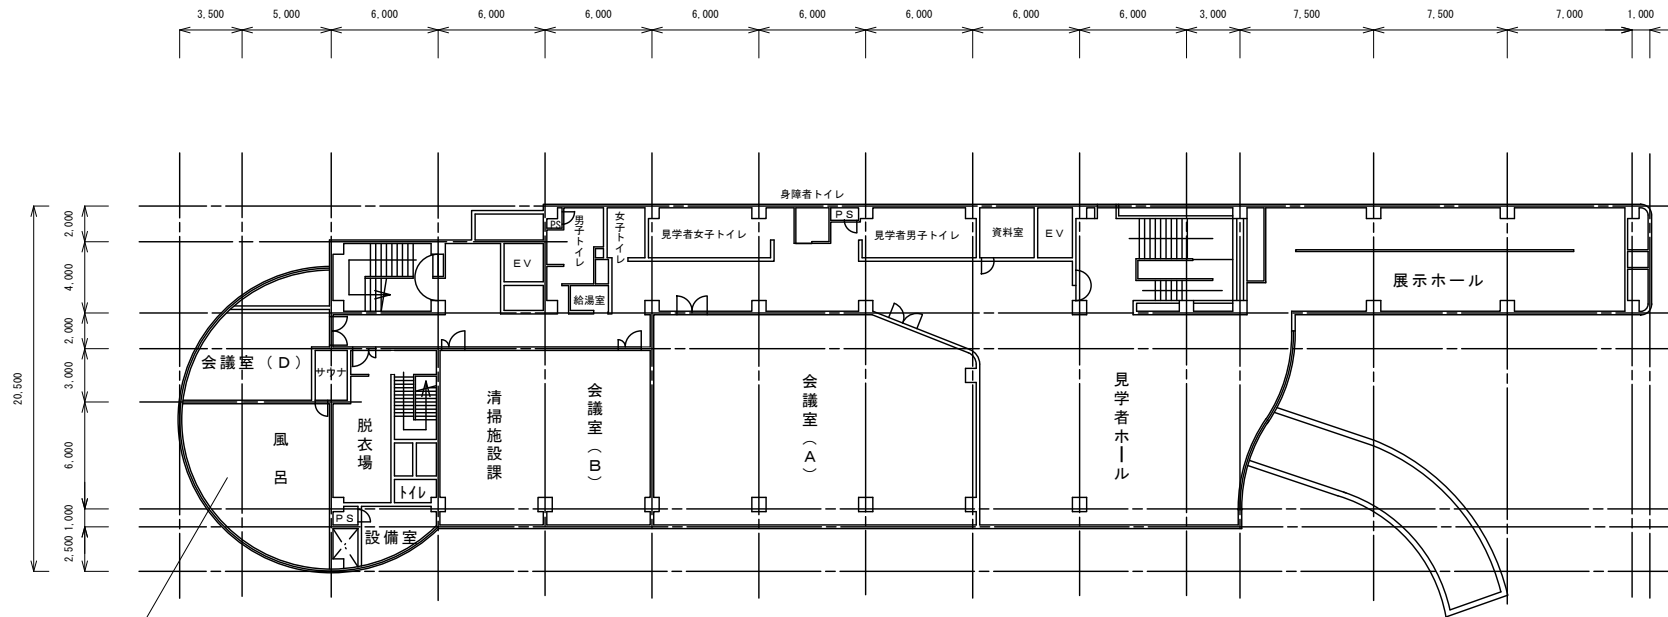 3,500 5,000 6,000 6,000 6,000 6,000 6,000 6,000 6,000 6,000 3,000 7,500 7,500 7,000 1,000
身障者トイレ
2,000
4,000
2,000
3,000
6,000
1,000
2,500
20,500
PS
男子トイレ
女子トイレ
見学者女子トイレ
PS
見学者男子トイレ
資料室
EV
EV
給湯室
展示ホール
会議室(D)
サウナ
脱衣場
清掃施設課
会議室(B)
会議室(A)
見学者ホール
風呂
トイレ
PS
設備室